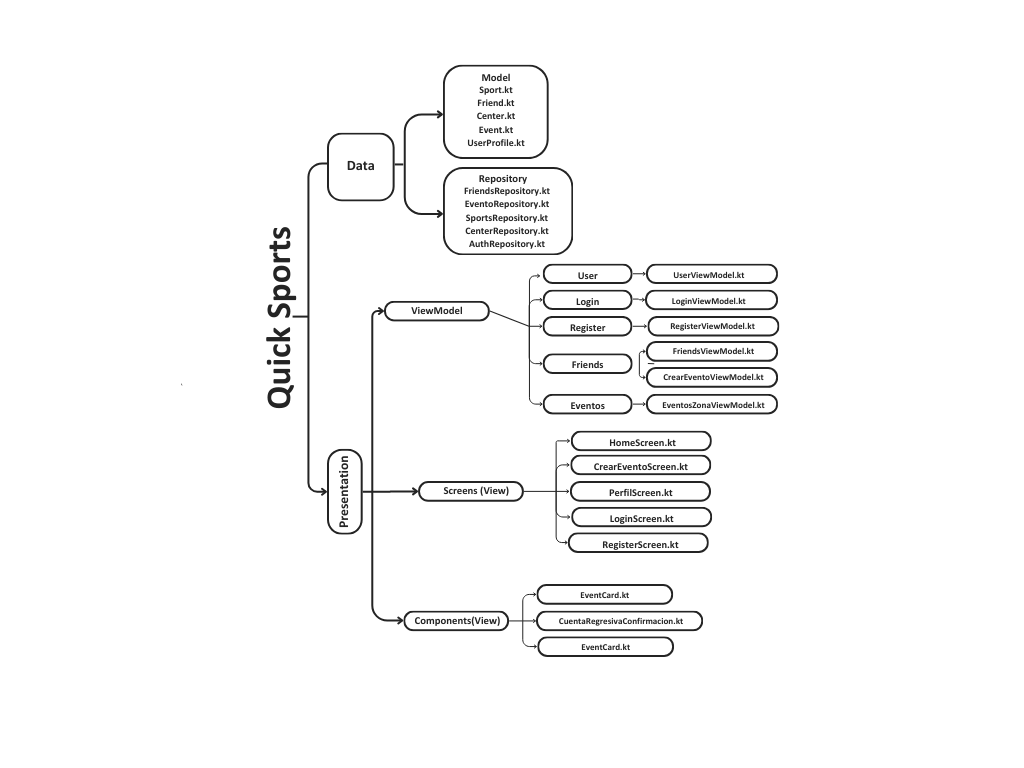 Quick Sports
Data
Model
Sport.kt
Friend.kt
Center.kt
Event.kt
UserProfile.kt
Repository
FriendsRepository.kt
EventoRepository.kt
SportsRepository.kt
CenterRepository.kt
AuthRepository.kt
Presentation
ViewModel
User
UserViewModel.kt
Login
LoginViewModel.kt
Register
RegisterViewModel.kt
Friends
FriendsViewModel.kt
CrearEventoViewModel.kt
Eventos
EventosZonaViewModel.kt
Screens (View)
HomeScreen.kt
CrearEventoScreen.kt
PerfilScreen.kt
LoginScreen.kt
RegisterScreen.kt
Components(View)
EventCard.kt
CuentaRegresivaConfirmacion.kt
EventCard.kt